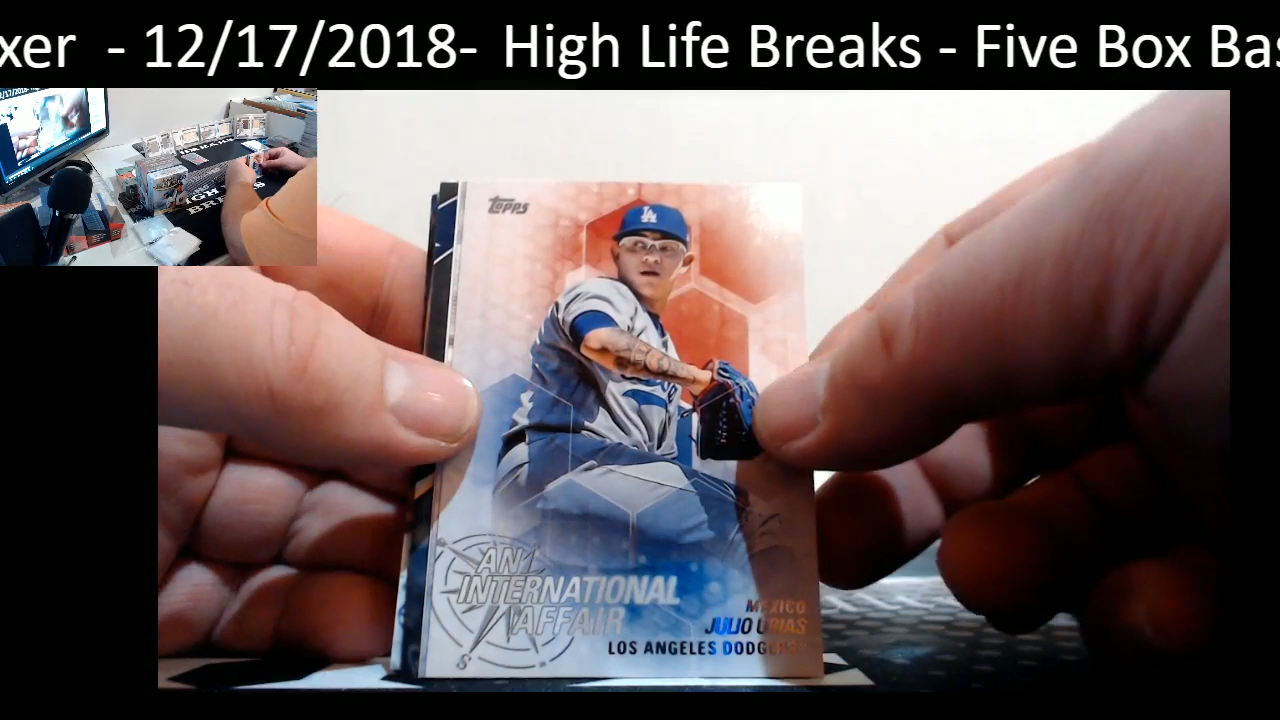 xer - 12/17/2018- High Life Breaks - Five Box Bas
TOPPS
LA
AN
INTERNATIONAL
AFFAIR
MEXICO
JULIO URIAS
LOS ANGELES DODGERS
S